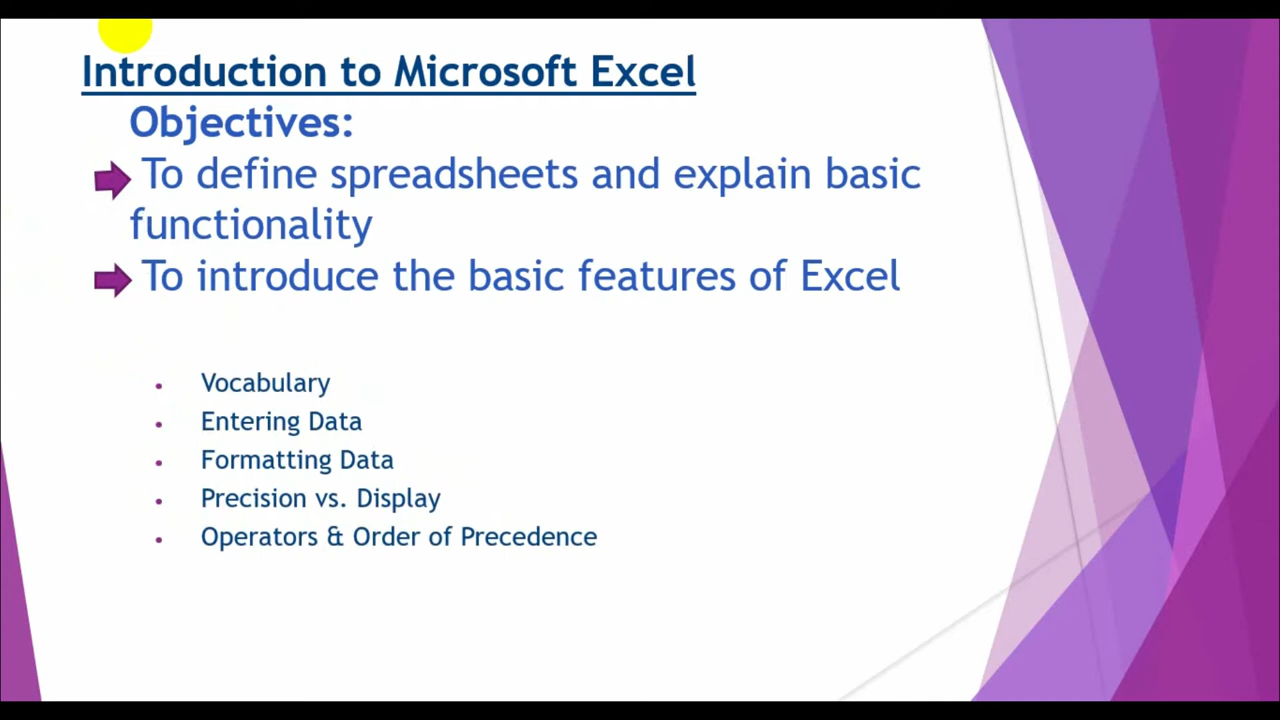 Introduction to Microsoft Excel
Objectives:
To define spreadsheets and explain basic
functionality
To introduce the basic features of Excel
• Vocabulary
• Entering Data
• Formatting Data
• Precision vs. Display
• Operators & Order of Precedence